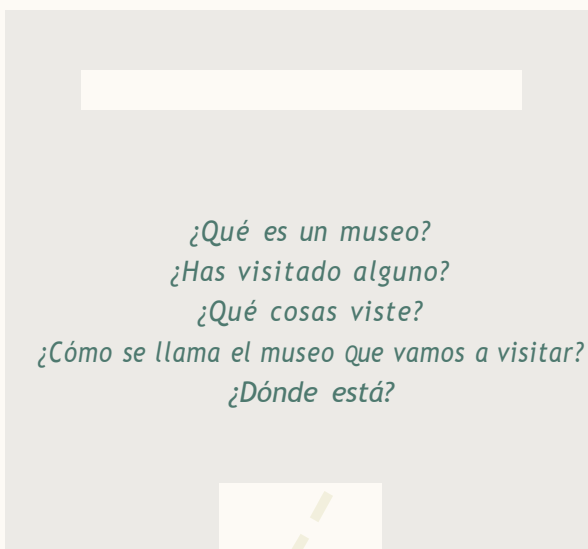 ¿Qué es un museo?
¿Has visitado alguno?
¿Qué cosas viste?
¿Cómo se llama el museo Que vamos a visitar?
¿Dónde está?